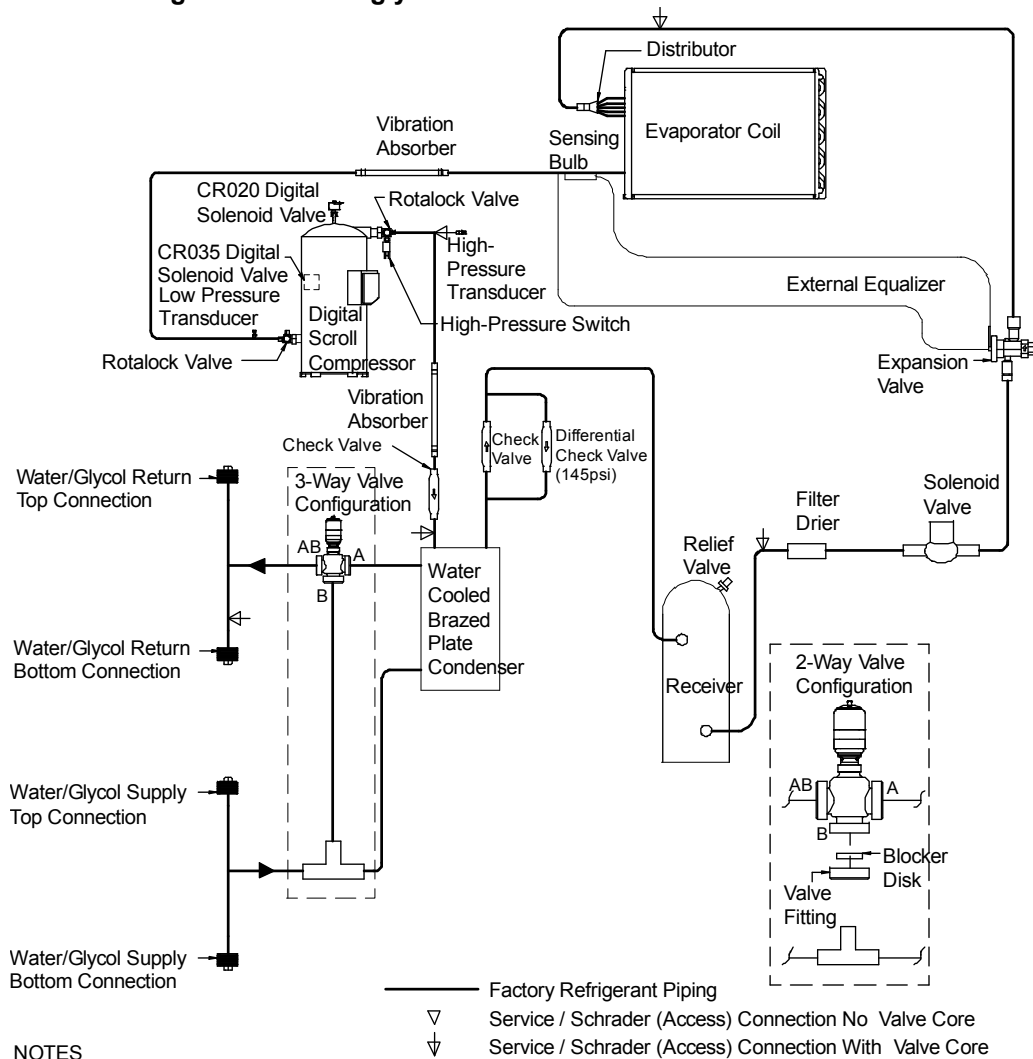 Distributor
Evaporator Coil
Vibration
Absorber
Sensing
Bulb
CR020 Digital
Solenoid Valve
Rotalock Valve
CR035 Digital
Solenoid Valve
Low Pressure
Transducer
High-
Pressure
Transducer
External Equalizer
Digital
Scroll
Compressor
High-Pressure Switch
Rotalock Valve
Expansion
Valve
Vibration
Absorber
Check Valve
Check
Valve
Differential
Check Valve
(145psi)
Water/Glycol Return
Top Connection
3-Way Valve
Configuration
Filter
Drier
Solenoid
Valve
AB
A
B
Relief
Valve
Water
Cooled
Brazed
Plate
Condenser
Water/Glycol Return
Bottom Connection
Receiver
2-Way Valve
Configuration
AB
A
B
Water/Glycol Supply
Top Connection
Blocker
Disk
Valve
Fitting
Water/Glycol Supply
Bottom Connection
Factory Refrigerant Piping
Service / Schrader (Access) Connection No Valve Core
Service / Schrader (Access) Connection With Valve Core
NOTES